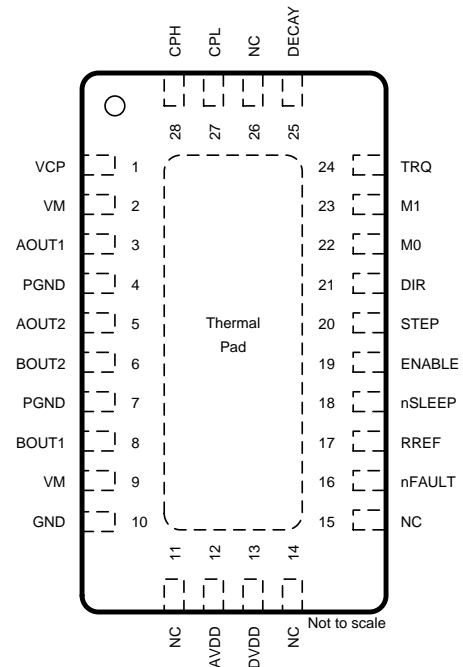 CPH
CPL
NC
DECAY
28
27
26
25
VCP 1
24 TRQ
VM 2
23 M1
AOUT1 3
22 M0
PGND 4
21 DIR
AOUT2 5
20 STEP
Thermal
Pad
BOUT2 6
19 ENABLE
PGND 7
18 nSLEEP
BOUT1 8
17 RREF
VM 9
16 nFAULT
GND 10
15 NC
11
12
13
14
NC
AVDD
DVDD
NC
Not to scale